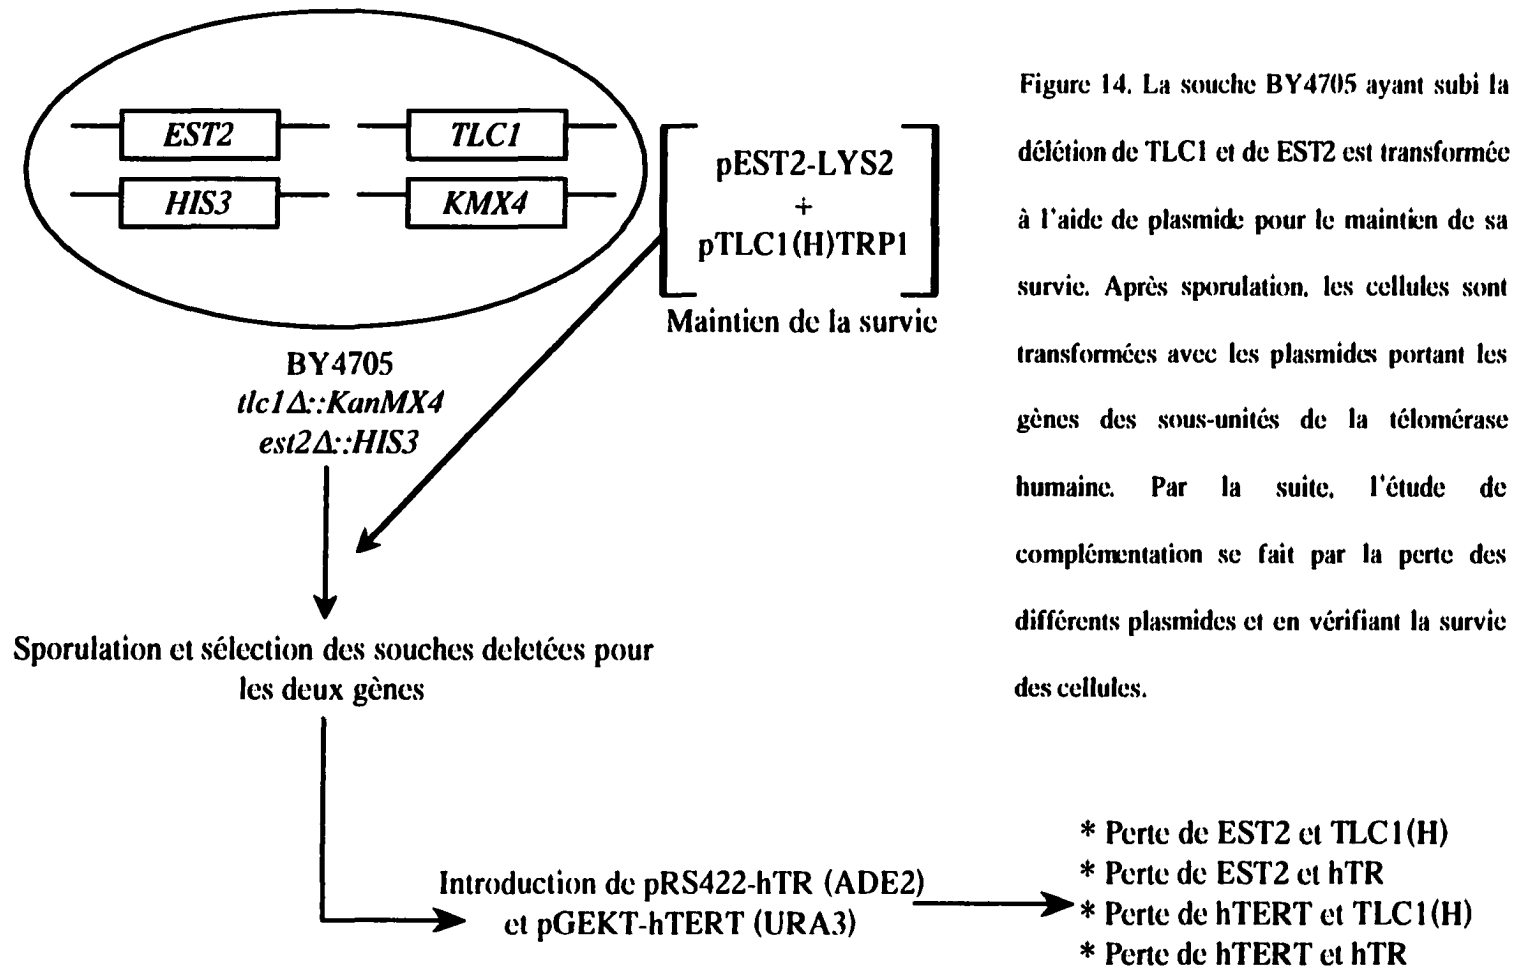 EST2
TLC1
HIS3
KMX4
pEST2-LYS2
+
pTLC1(H)TRP1
Maintien de la survie
BY4705
tlc1Δ::KanMX4
est2Δ::HIS3
Sporulation et sélection des souches deletées pour
les deux gènes
Introduction de pRS422-hTR (ADE2)
et pGEKT-hTERT (URA3)
* Perte de EST2 et TLC1(H)
* Perte de EST2 et hTR
* Perte de hTERT et TLC1(H)
* Perte de hTERT et hTR
Figure 14. La souche BY4705 ayant subi la
délétion de TLC1 et de EST2 est transformée
à l'aide de plasmide pour le maintien de sa
survie. Après sporulation, les cellules sont
transformées avec les plasmides portant les
gènes des sous-unités de la télomérase
humaine. Par la suite, l'étude de
complémentation se fait par la perte des
différents plasmides et en vérifiant la survie
des cellules.